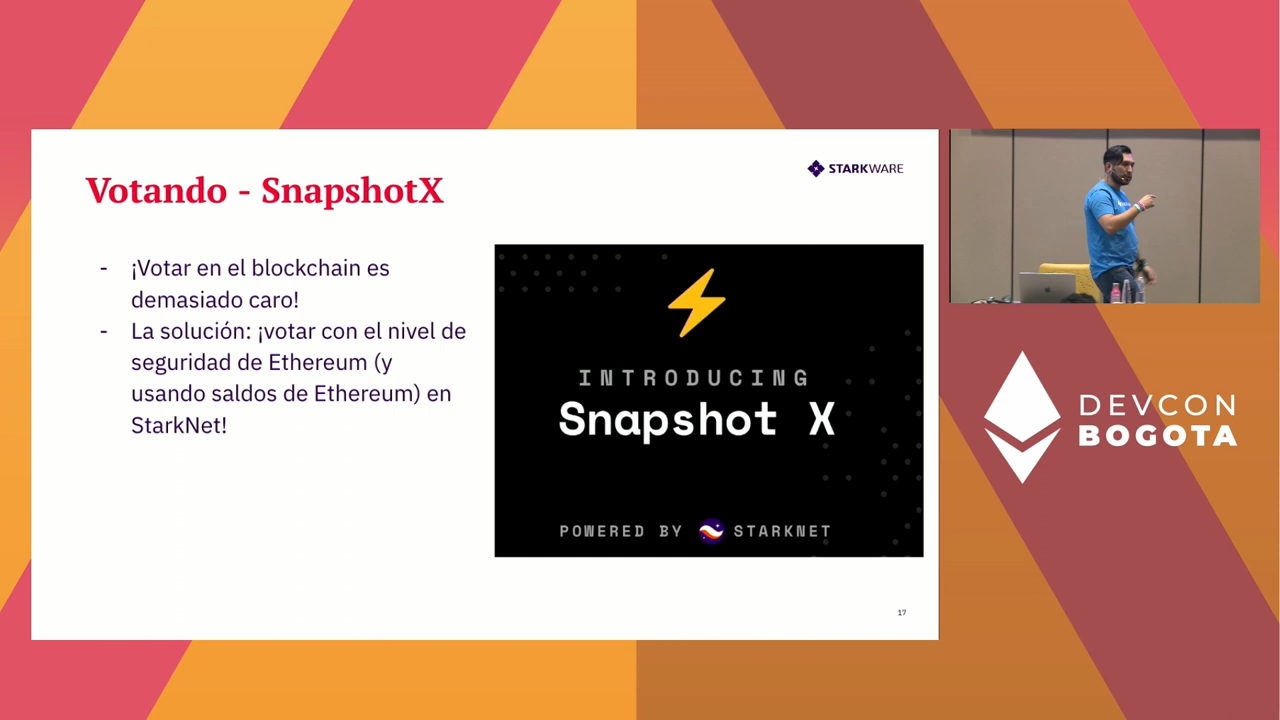 Votando - SnapshotX
STARKWARE
- ¡Votar en el blockchain es
demasiado caro!
- La solución: ¡votar con el nivel de
seguridad de Ethereum (y
usando saldos de Ethereum) en
StarkNet!
INTRODUCING
Snapshot X
POWERED BY STARKNET
17
DEVCON
BOGOTA